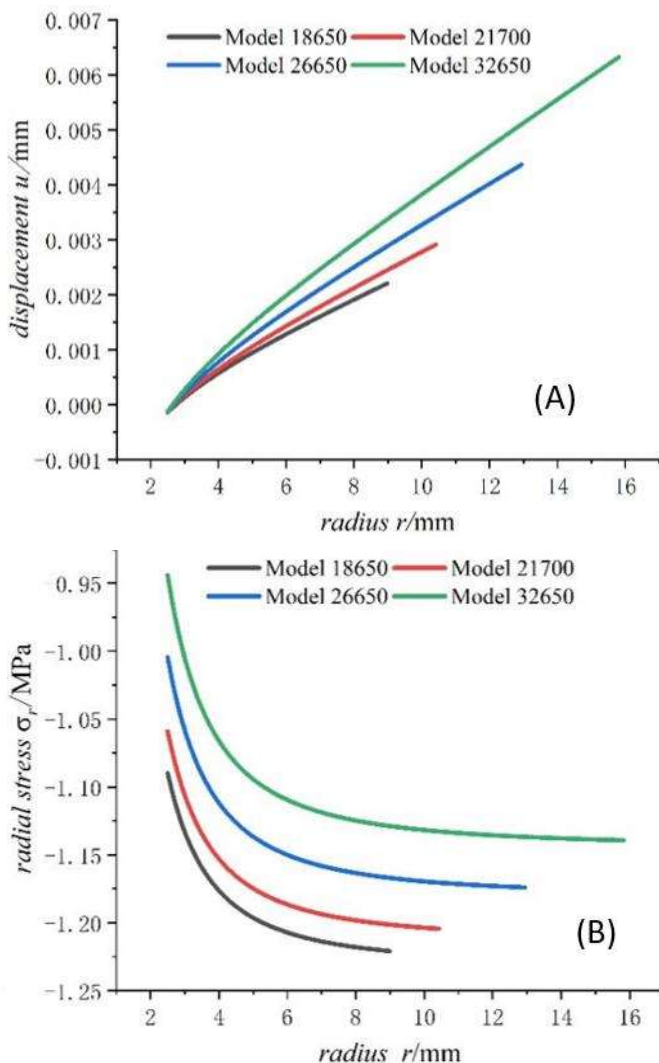 0.007
Model 18650 Model 21700
0.006
Model 26650 Model 32650
0.005
0.004
0.003
0.002
0.001
0.000
-0.001
displacement u/mm
(A)
2 4 6 8 10 12 14 16
radius r/mm
Model 18650 Model 21700
-0.95
Model 26650 Model 32650
-1.00
-1.05
-1.10
-1.15
-1.20
-1.25
radial stress σr/MPa
(B)
2 4 6 8 10 12 14 16
radius r/mm